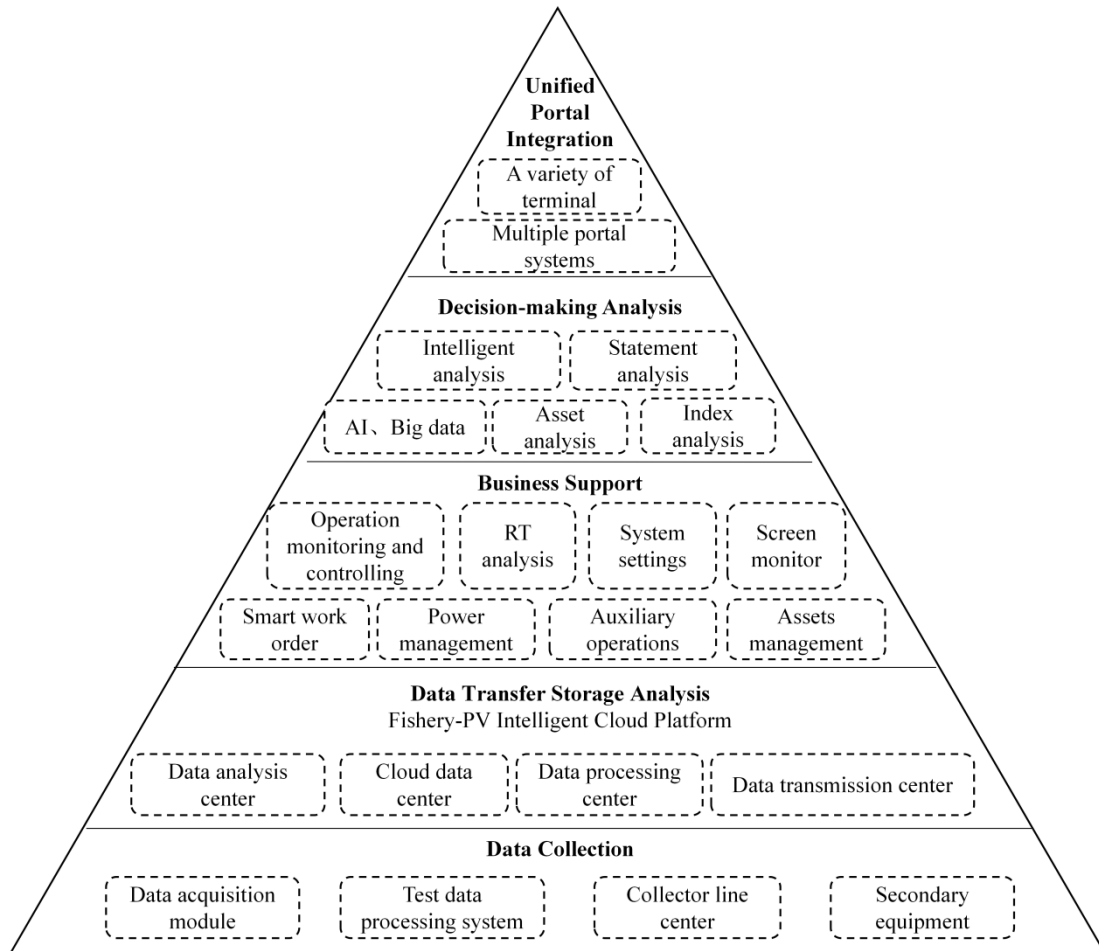 Unified
Portal
Integration
A variety of
terminal
Multiple portal
systems
Decision-making Analysis
Intelligent
analysis
Statement
analysis
AI、Big data
Asset
analysis
Index
analysis
Business Support
Operation
monitoring and
controlling
RT
analysis
System
settings
Screen
monitor
Smart work
order
Power
management
Auxiliary
operations
Assets
management
Data Transfer Storage Analysis
Fishery-PV Intelligent Cloud Platform
Data analysis
center
Cloud data
center
Data processing
center
Data transmission center
Data Collection
Data acquisition
module
Test data
processing system
Collector line
center
Secondary
equipment